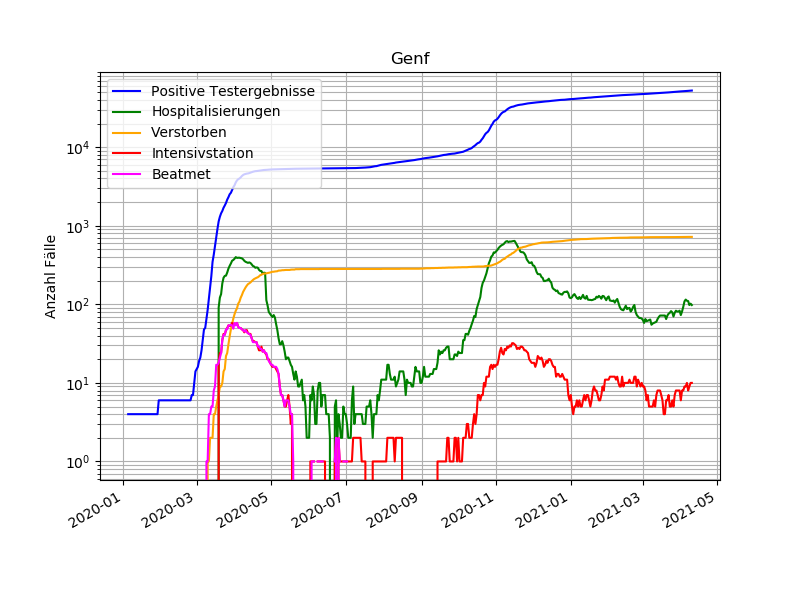 Genf
Positive Testergebnisse
Hospitalisierungen
Verstorben
Intensivstation
Beatmet
Anzahl Fälle
10^4
10^3
10^2
10^1
10^0
2020-01
2020-03
2020-05
2020-07
2020-09
2020-11
2021-01
2021-03
2021-05